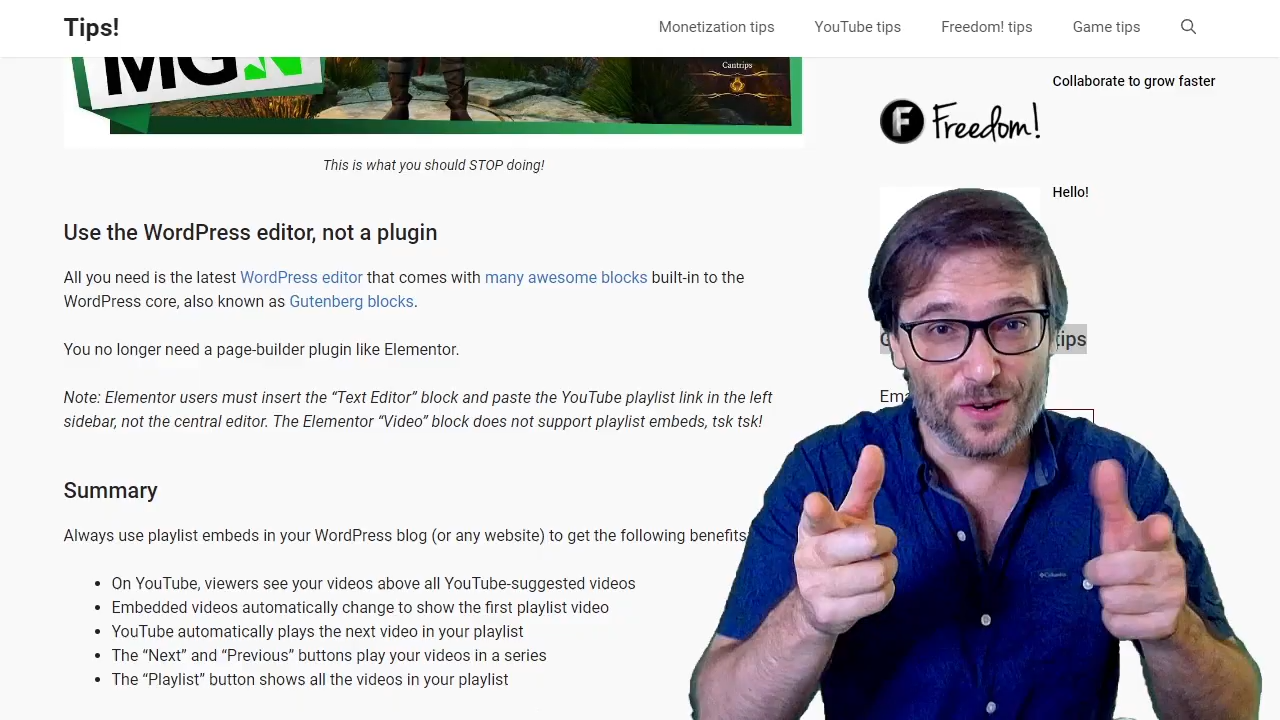 Tips!
Monetization tips
YouTube tips
Freedom! tips
Game tips
MGN
Cantrips
This is what you should STOP doing!
Use the WordPress editor, not a plugin
All you need is the latest WordPress editor that comes with many awesome blocks built-in to the
WordPress core, also known as Gutenberg blocks.
You no longer need a page-builder plugin like Elementor.
Note: Elementor users must insert the “Text Editor” block and paste the YouTube playlist link in the left
sidebar, not the central editor. The Elementor “Video” block does not support playlist embeds, tsk tsk!
Summary
Always use playlist embeds in your WordPress blog (or any website) to get the following benefits
• On YouTube, viewers see your videos above all YouTube-suggested videos
• Embedded videos automatically change to show the first playlist video
• YouTube automatically plays the next video in your playlist
• The “Next” and “Previous” buttons play your videos in a series
• The “Playlist” button shows all the videos in your playlist
Collaborate to grow faster
F Freedom!
Hello!
tips
Columbia